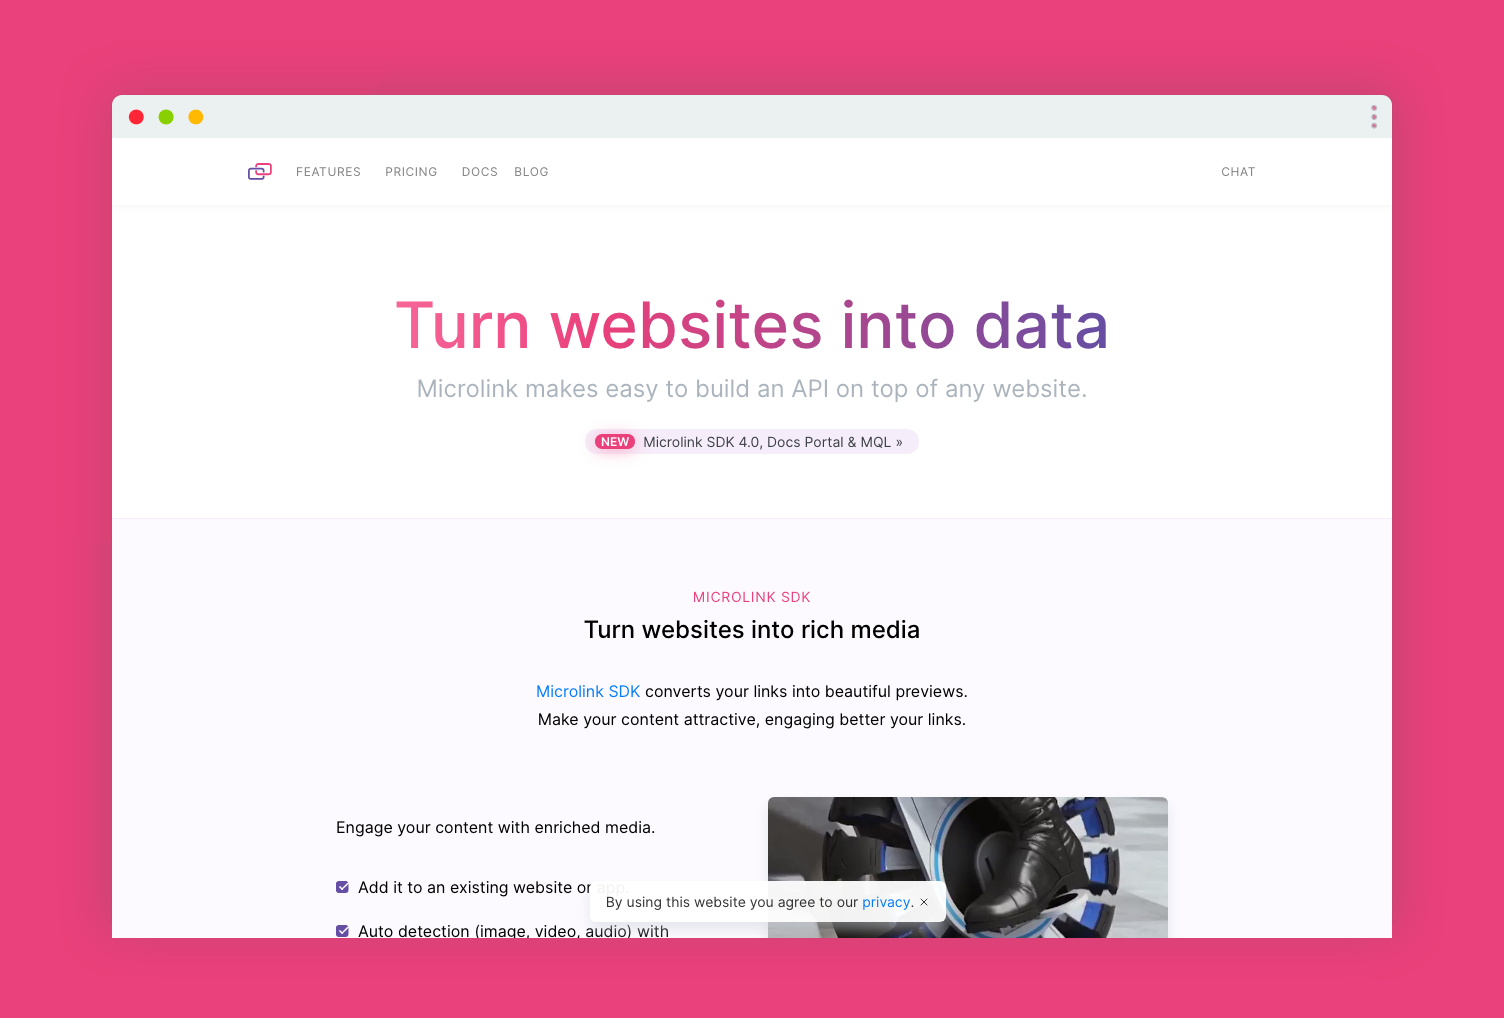 FEATURES PRICING DOCS BLOG CHAT
Turn websites into data
Microlink makes easy to build an API on top of any website.
NEW Microlink SDK 4.0, Docs Portal & MQL »
MICROLINK SDK
Turn websites into rich media
Microlink SDK converts your links into beautiful previews.
Make your content attractive, engaging better your links.
Engage your content with enriched media.
Add it to an existing website or app.
By using this website you agree to our privacy. ×
Auto detection (image, video, audio) with